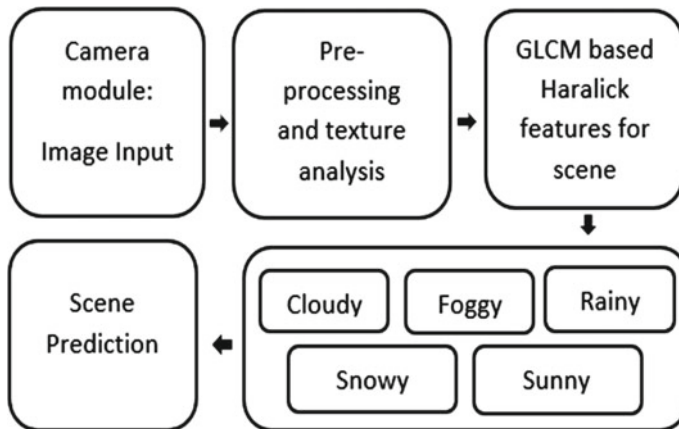 Camera
module:
Image Input
Pre-
processing
and texture
analysis
GLCM based
Haralick
features for
scene
Cloudy
Foggy
Rainy
Snowy
Sunny
Scene
Prediction